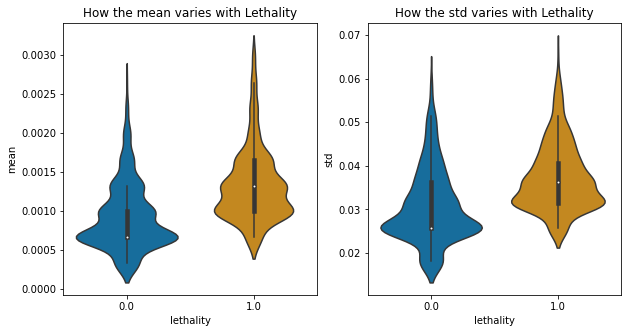 How the mean varies with Lethality
mean
0.0030
0.0025
0.0020
0.0015
0.0010
0.0005
0.0000
0.0
1.0
lethality
How the std varies with Lethality
std
0.07
0.06
0.05
0.04
0.03
0.02
0.0
1.0
lethality